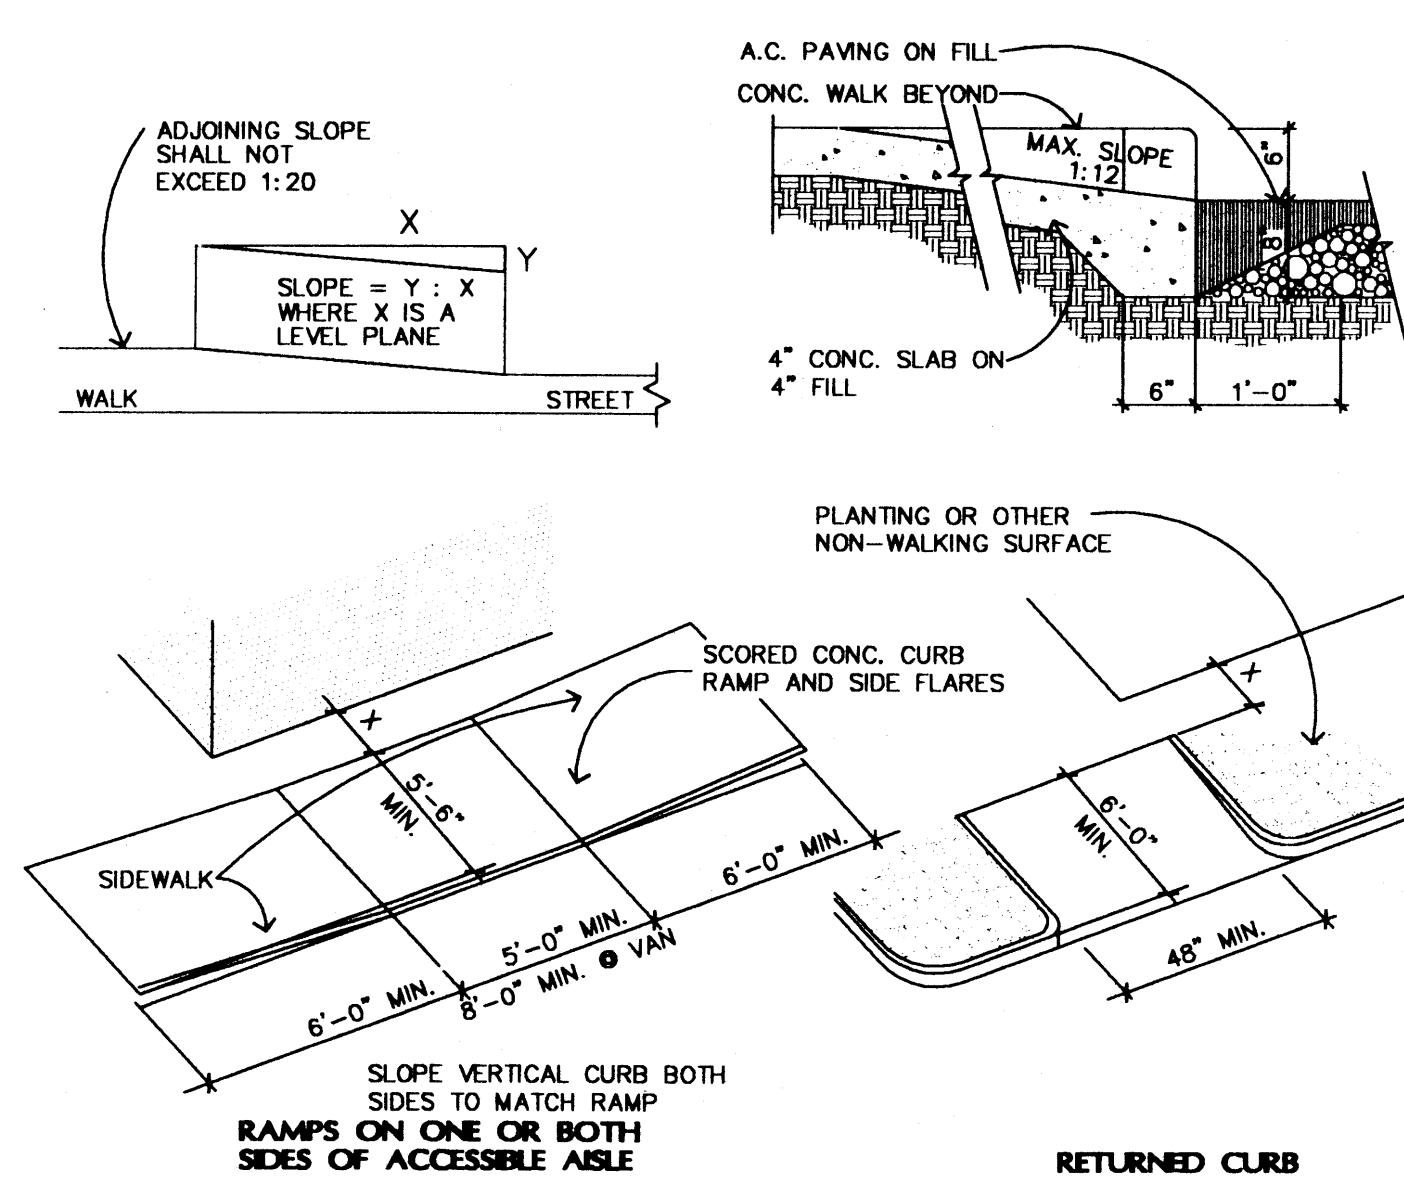 A.C. PAVING ON FILL
CONC. WALK BEYOND
ADJOINING SLOPE
SHALL NOT
EXCEED 1:20
X
Y
SLOPE = Y : X
WHERE X IS A
LEVEL PLANE
WALK
STREET
MAX. SLOPE
1:12
6"
8"
4" CONC. SLAB ON
4" FILL
6"
1'-0"
PLANTING OR OTHER
NON-WALKING SURFACE
SCORED CONC. CURB
RAMP AND SIDE FLARES
X
X
5'-6"
MIN.
6'-0"
MIN.
SIDEWALK
6'-0" MIN.
5'-0" MIN.
8'-0" MIN. @ VAN
6'-0" MIN.
48" MIN.
SLOPE VERTICAL CURB BOTH
SIDES TO MATCH RAMP
RAMPS ON ONE OR BOTH
SIDES OF ACCESSIBLE AISLE
RETURNED CURB